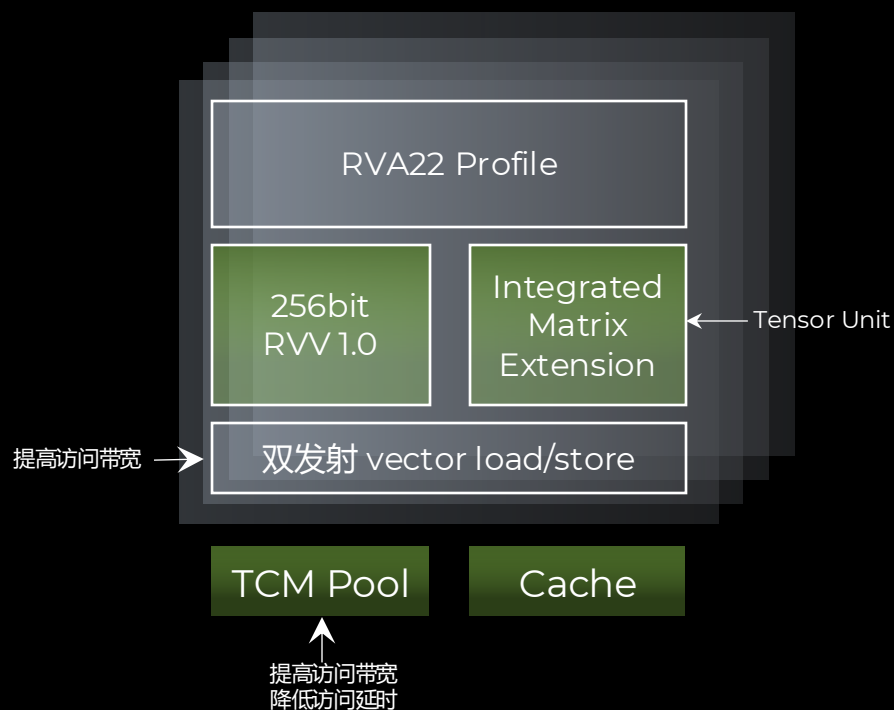 RVA22 Profile
256bit
RVV 1.0
Integrated
Matrix
Extension
Tensor Unit
提高访问带宽
双发射 vector load/store
TCM Pool
Cache
提高访问带宽
降低访问延时